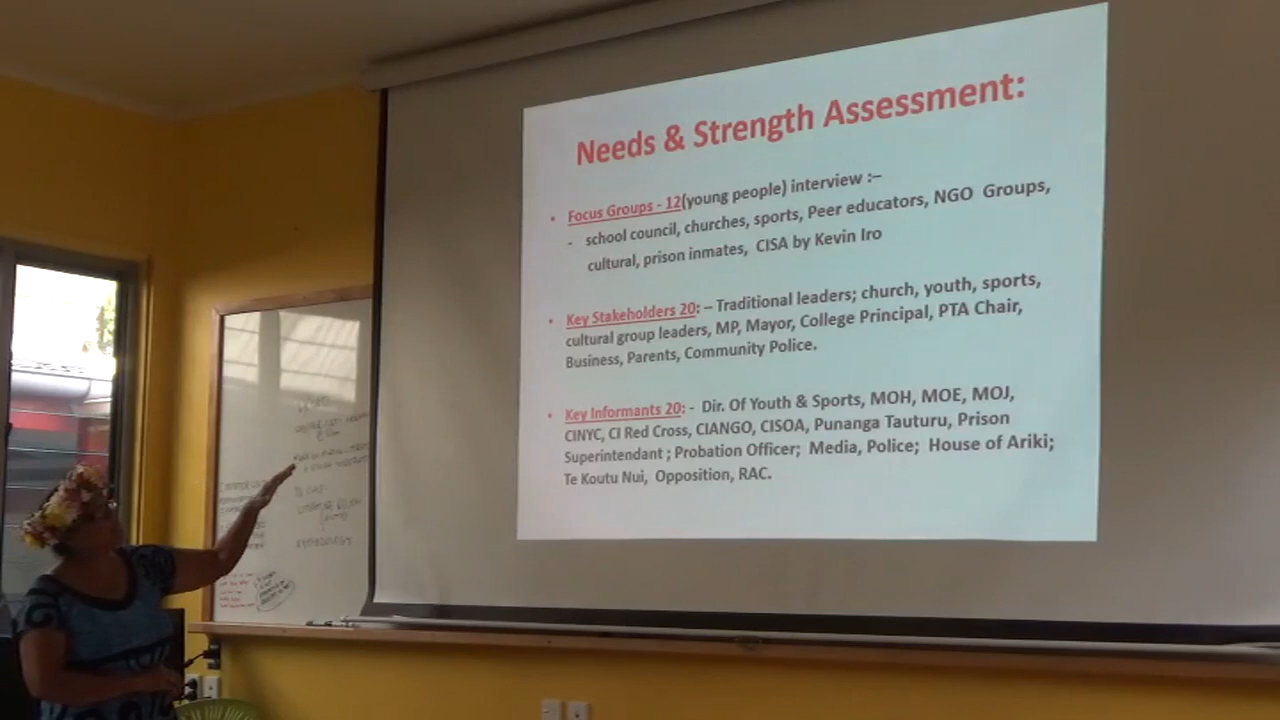 Needs & Strength Assessment:
• Focus Groups - 12(young people) interview :–
- school council, churches, sports, Peer educators, NGO Groups,
cultural, prison inmates, CISA by Kevin Iro
• Key Stakeholders 20: – Traditional leaders; church, youth, sports,
cultural group leaders, MP, Mayor, College Principal, PTA Chair,
Business, Parents, Community Police.
• Key Informants 20: - Dir. Of Youth & Sports, MOH, MOE, MOJ,
CINYC, CI Red Cross, CIANGO, CISOA, Punanga Tauturu, Prison
Superintendant ; Probation Officer; Media, Police; House of Ariki;
Te Koutu Nui, Opposition, RAC.